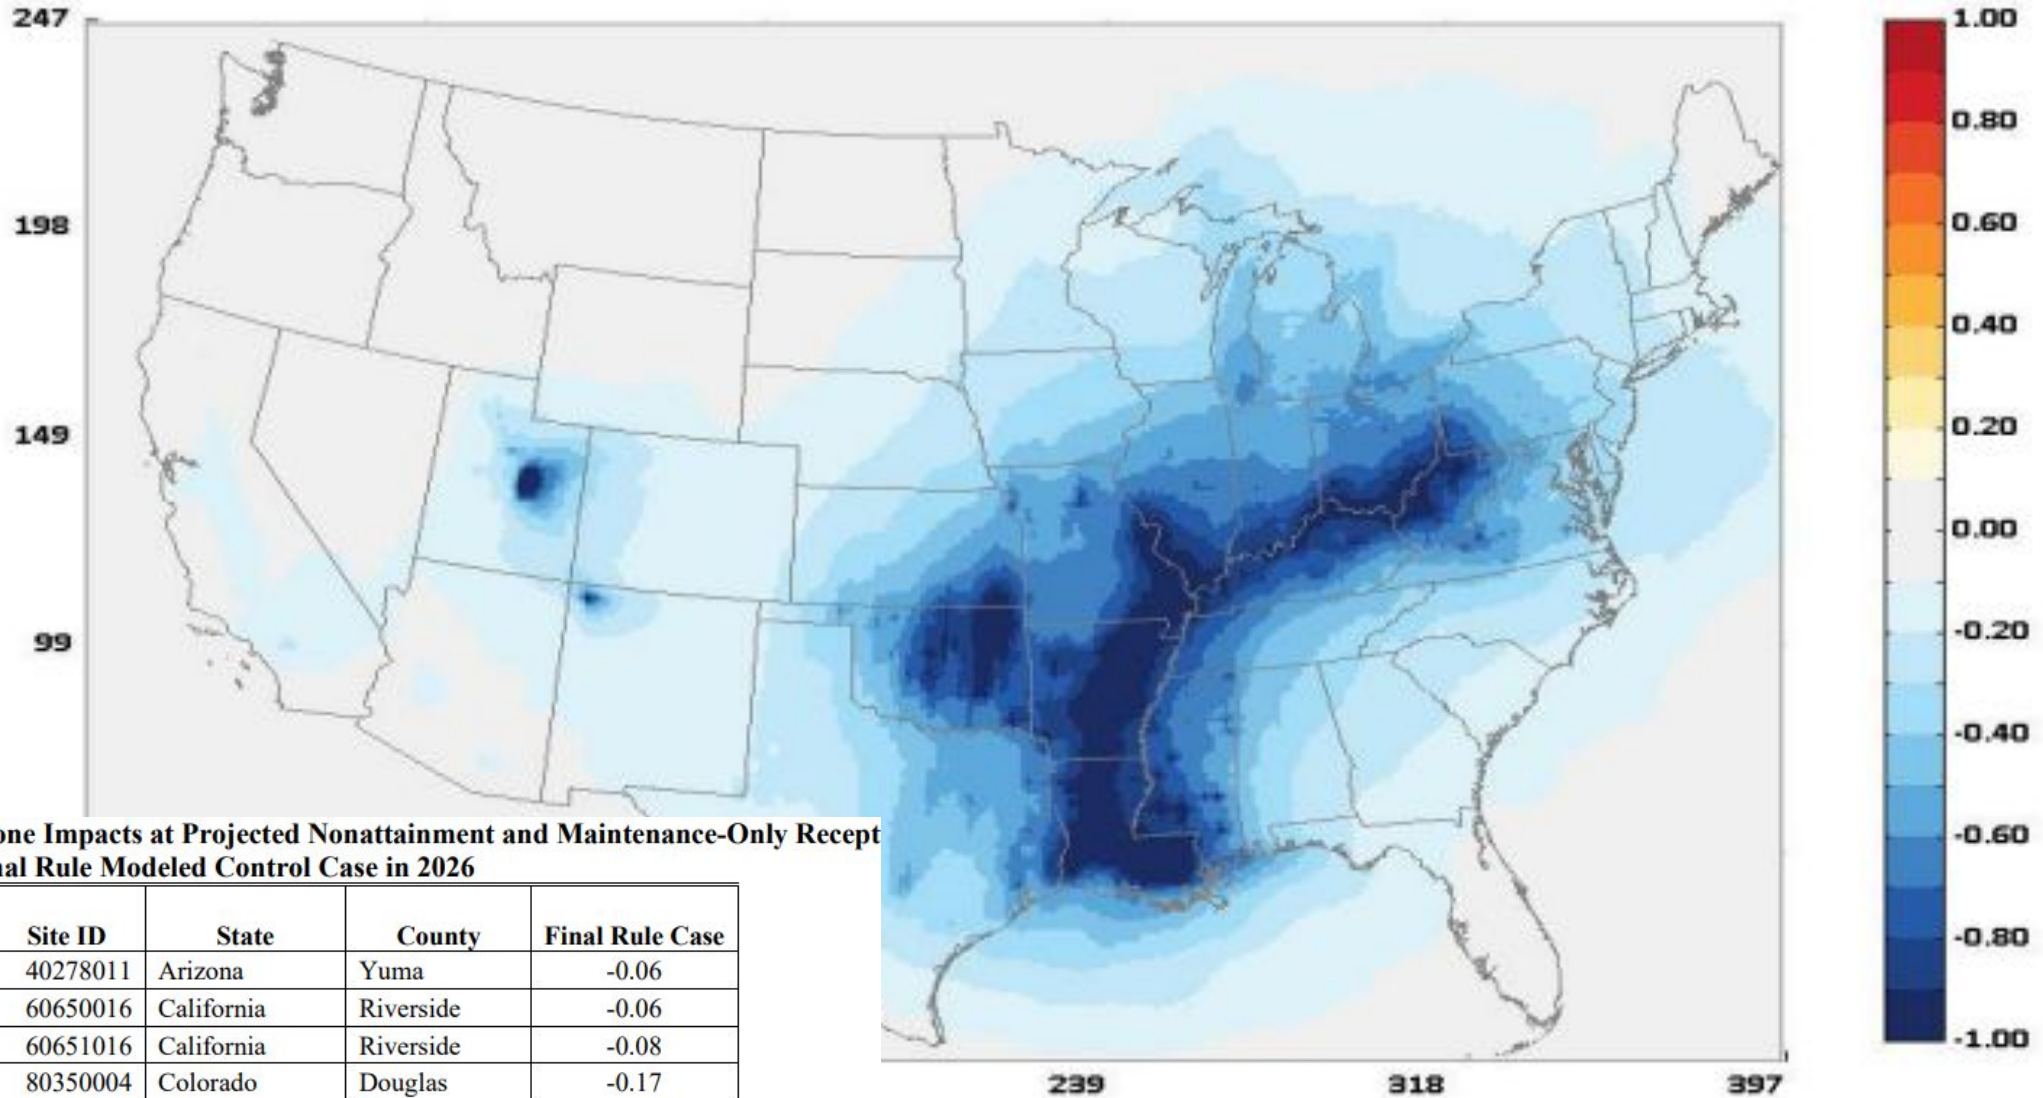 247
198
149
99
239
318
397
1.00
0.80
0.60
0.40
0.20
0.00
-0.20
-0.40
-0.60
-0.80
-1.00
Impacts at Projected Nonattainment and Maintenance-Only
Rule Modeled Control Case in 2026
Site ID State County Final Rule Case
40278011 Arizona Yuma -0.06
60650016 California Riverside -0.06
60651016 California Riverside -0.08
80350004 Colorado Douglas -0.17